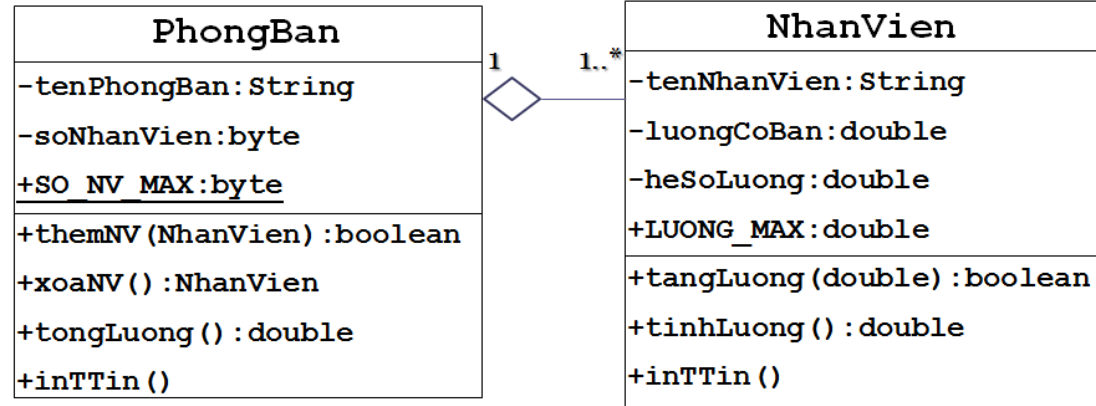 PhongBan
-tenPhongBan:String
-soNhanVien:byte
+SO_NV_MAX:byte
+themNV(NhanVien):boolean
+xoaNV():NhanVien
+tongLuong():double
+inTTin()
1
1..*
NhanVien
-tenNhanVien:String
-luongCoBan:double
-heSoLuong:double
+LUONG_MAX:double
+tangLuong(double):boolean
+tinhLuong():double
+inTTin()